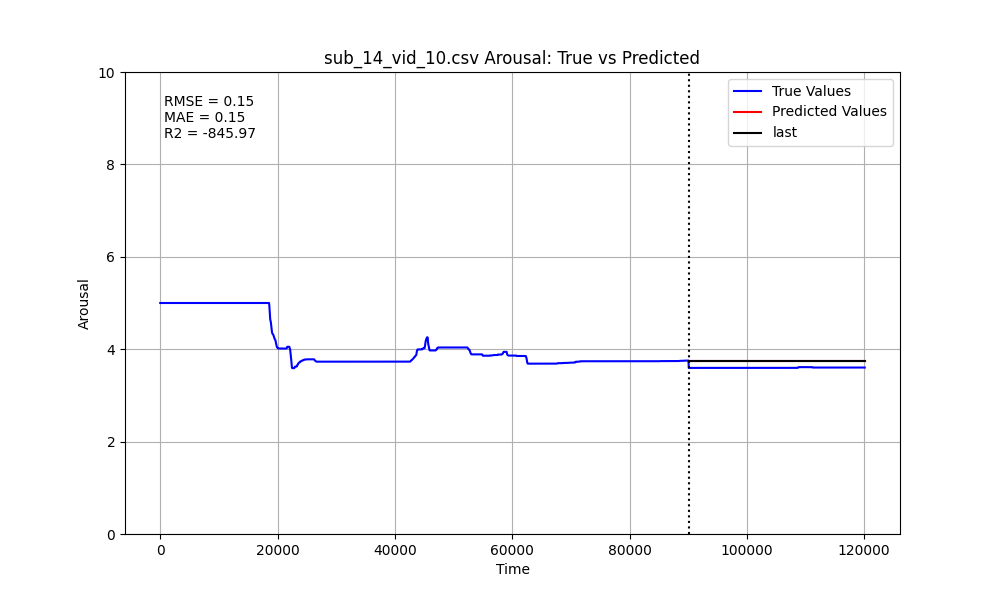 sub_14_vid_10.csv Arousal: True vs Predicted
RMSE = 0.15
MAE = 0.15
R2 = -845.97
True Values
Predicted Values
last
10
8
6
4
2
0
Arousal
0
20000
40000
60000
80000
100000
120000
Time